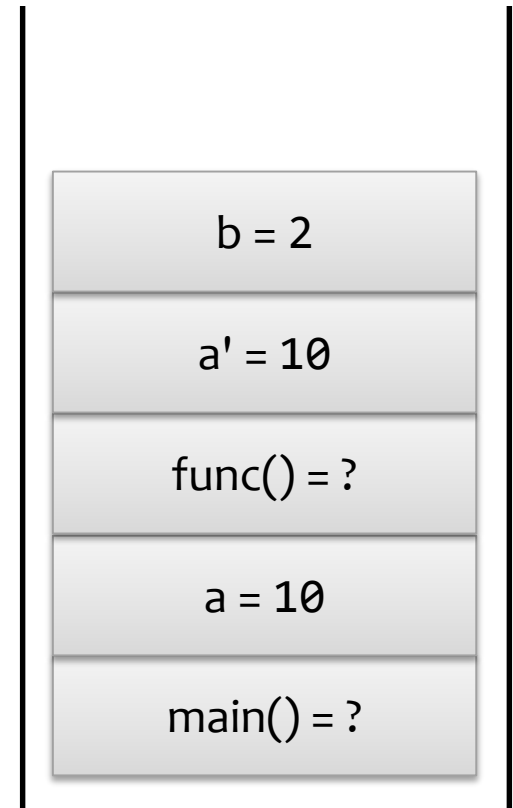 b = 2
a' = 10
func() = ?
a = 10
main() = ?